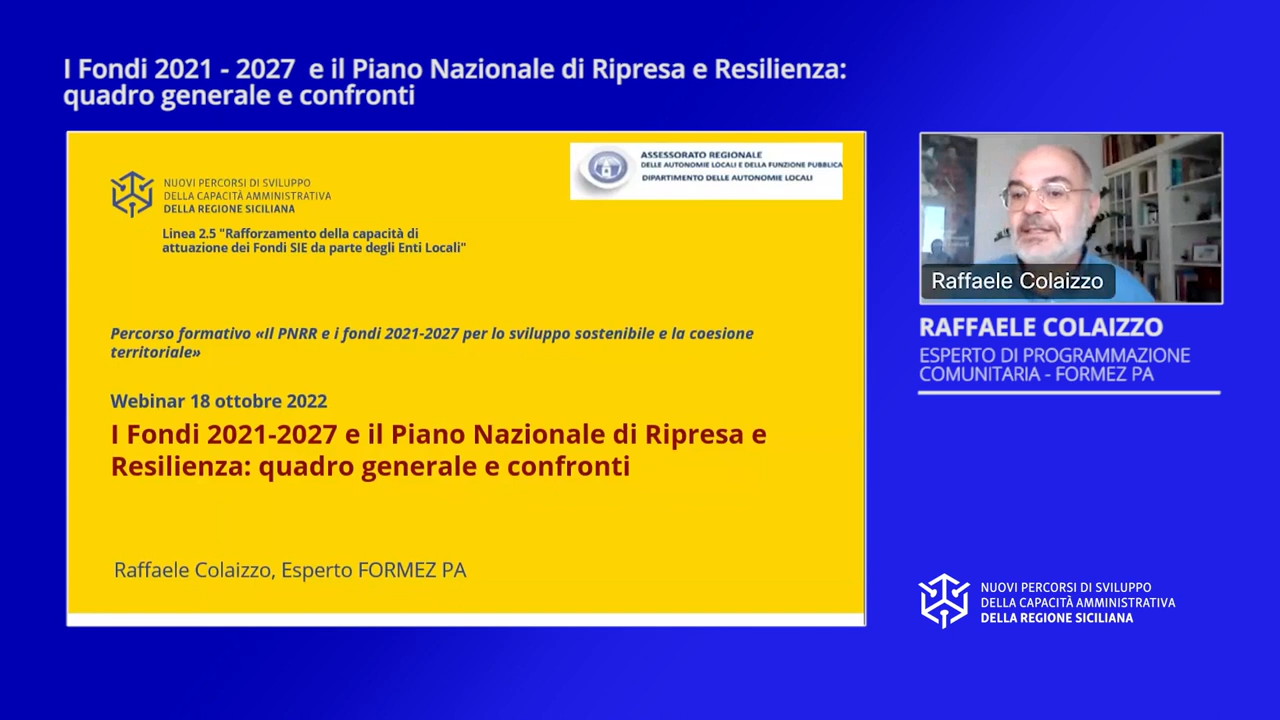 I Fondi 2021 - 2027 e il Piano Nazionale di Ripresa e Resilienza:
quadro generale e confronti
NUOVI PERCORSI DI SVILUPPO
DELLA CAPACITÀ AMMINISTRATIVA
DELLA REGIONE SICILIANA
Linea 2.5 "Rafforzamento della capacità di
attuazione dei Fondi SIE da parte degli Enti Locali"
ASSESSORATO REGIONALE
DELLE AUTONOMIE LOCALI E DELLA FUNZIONE PUBBLICA
DIPARTIMENTO DELLE AUTONOMIE LOCALI
Percorso formativo «Il PNRR e i fondi 2021-2027 per lo sviluppo sostenibile e la coesione
territoriale»
Webinar 18 ottobre 2022
I Fondi 2021-2027 e il Piano Nazionale di Ripresa e
Resilienza: quadro generale e confronti
Raffaele Colaizzo, Esperto FORMEZ PA
Raffaele Colaizzo
RAFFAELE COLAIZZO
ESPERTO DI PROGRAMMAZIONE
COMUNITARIA - FORMEZ PA
NUOVI PERCORSI DI SVILUPPO
DELLA CAPACITÀ AMMINISTRATIVA
DELLA REGIONE SICILIANA